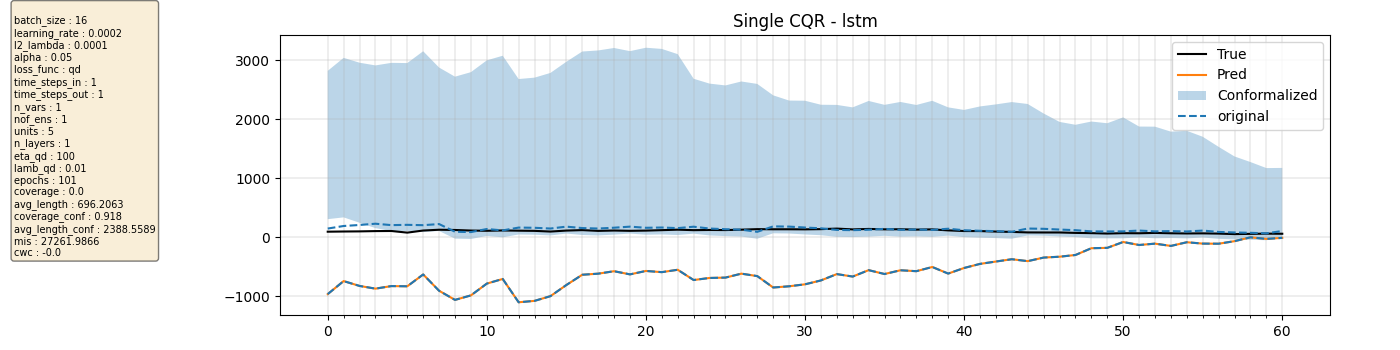 batch_size : 16
learning_rate : 0.0002
l2_lambda : 0.0001
alpha : 0.05
loss_func : qd
time_steps_in : 1
time_steps_out : 1
n_vars : 1
nof_ens : 1
units : 5
n_layers : 1
eta_qd : 100
lamb_qd : 0.01
epochs : 101
coverage : 0.0
avg_length : 696.2063
coverage_conf : 0.918
avg_length_conf : 2388.5589
mis : 27261.9866
cwc : -0.0
Single CQR - lstm
3000
2000
1000
0
−1000
0 10 20 30 40 50 60
True
Pred
Conformalized
original